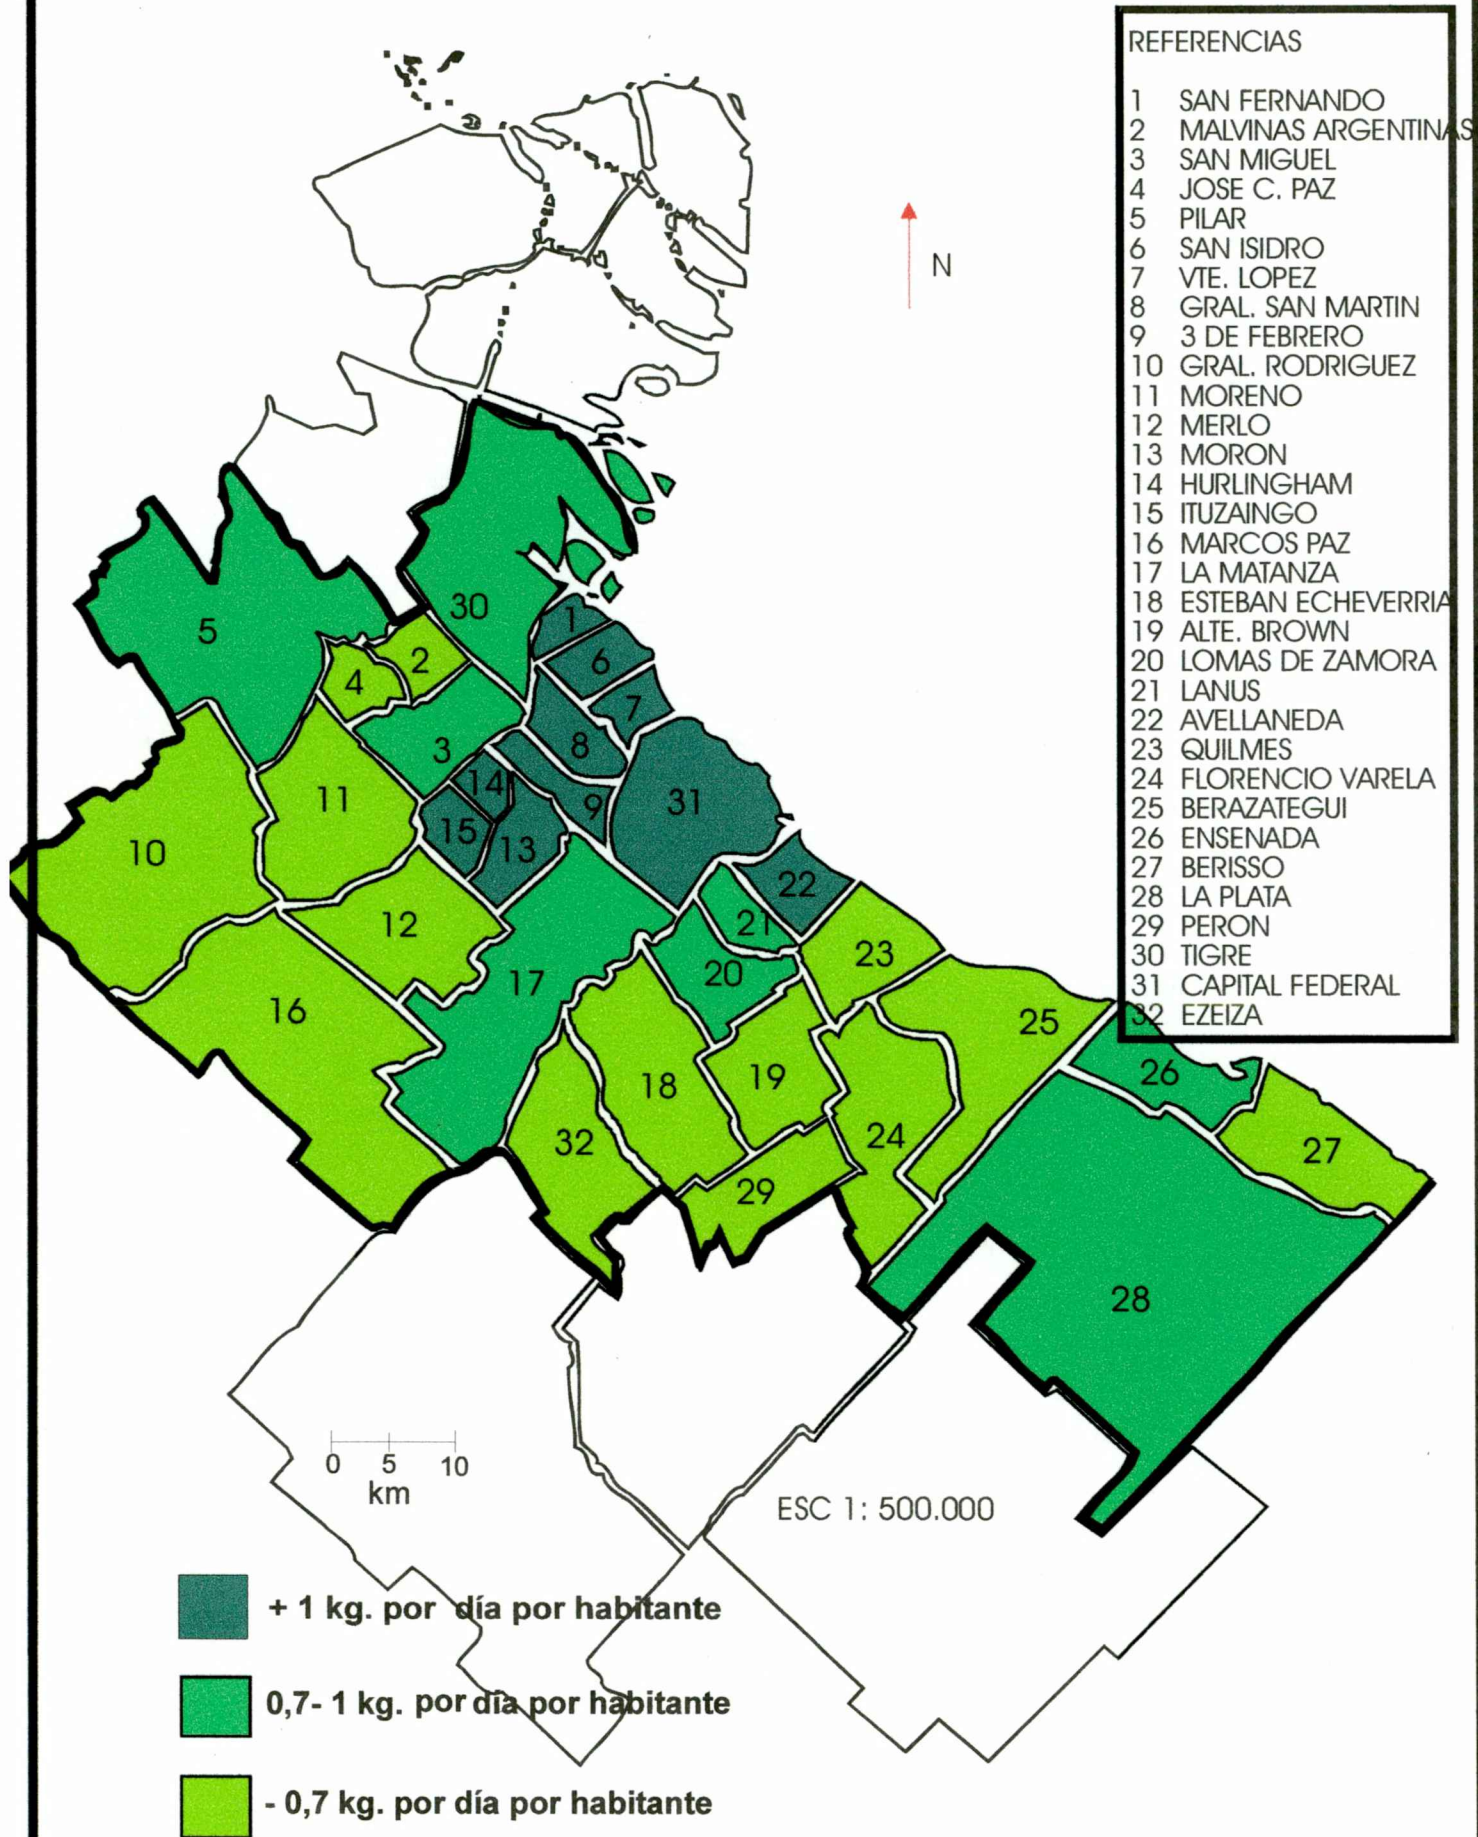 REFERENCIAS
1 SAN FERNANDO
2 MALVINAS ARGENTINAS
3 SAN MIGUEL
4 JOSE C. PAZ
5 PILAR
6 SAN ISIDRO
7 VTE. LOPEZ
8 GRAL. SAN MARTIN
9 3 DE FEBRERO
10 GRAL. RODRIGUEZ
11 MORENO
12 MERLO
13 MORON
14 HURLINGHAM
15 ITUZAINGO
16 MARCOS PAZ
17 LA MATANZA
18 ESTEBAN ECHEVERRIA
19 ALTE. BROWN
20 LOMAS DE ZAMORA
21 LANUS
22 AVELLANEDA
23 QUILMES
24 FLORENCIO VARELA
25 BERAZATEGUI
26 ENSENADA
27 BERISSO
28 LA PLATA
29 PERON
30 TIGRE
31 CAPITAL FEDERAL
32 EZEIZA
N
30
1
5
2
6
4
7
3
8
14
11
31
9
15
13
10
22
12
21
23
20
17
16
25
26
19
18
24
32
27
29
28
0 5 10
km
ESC 1: 500.000
+ 1 kg. por día por habitante
0,7- 1 kg. por día por habitante
- 0,7 kg. por día por habitante